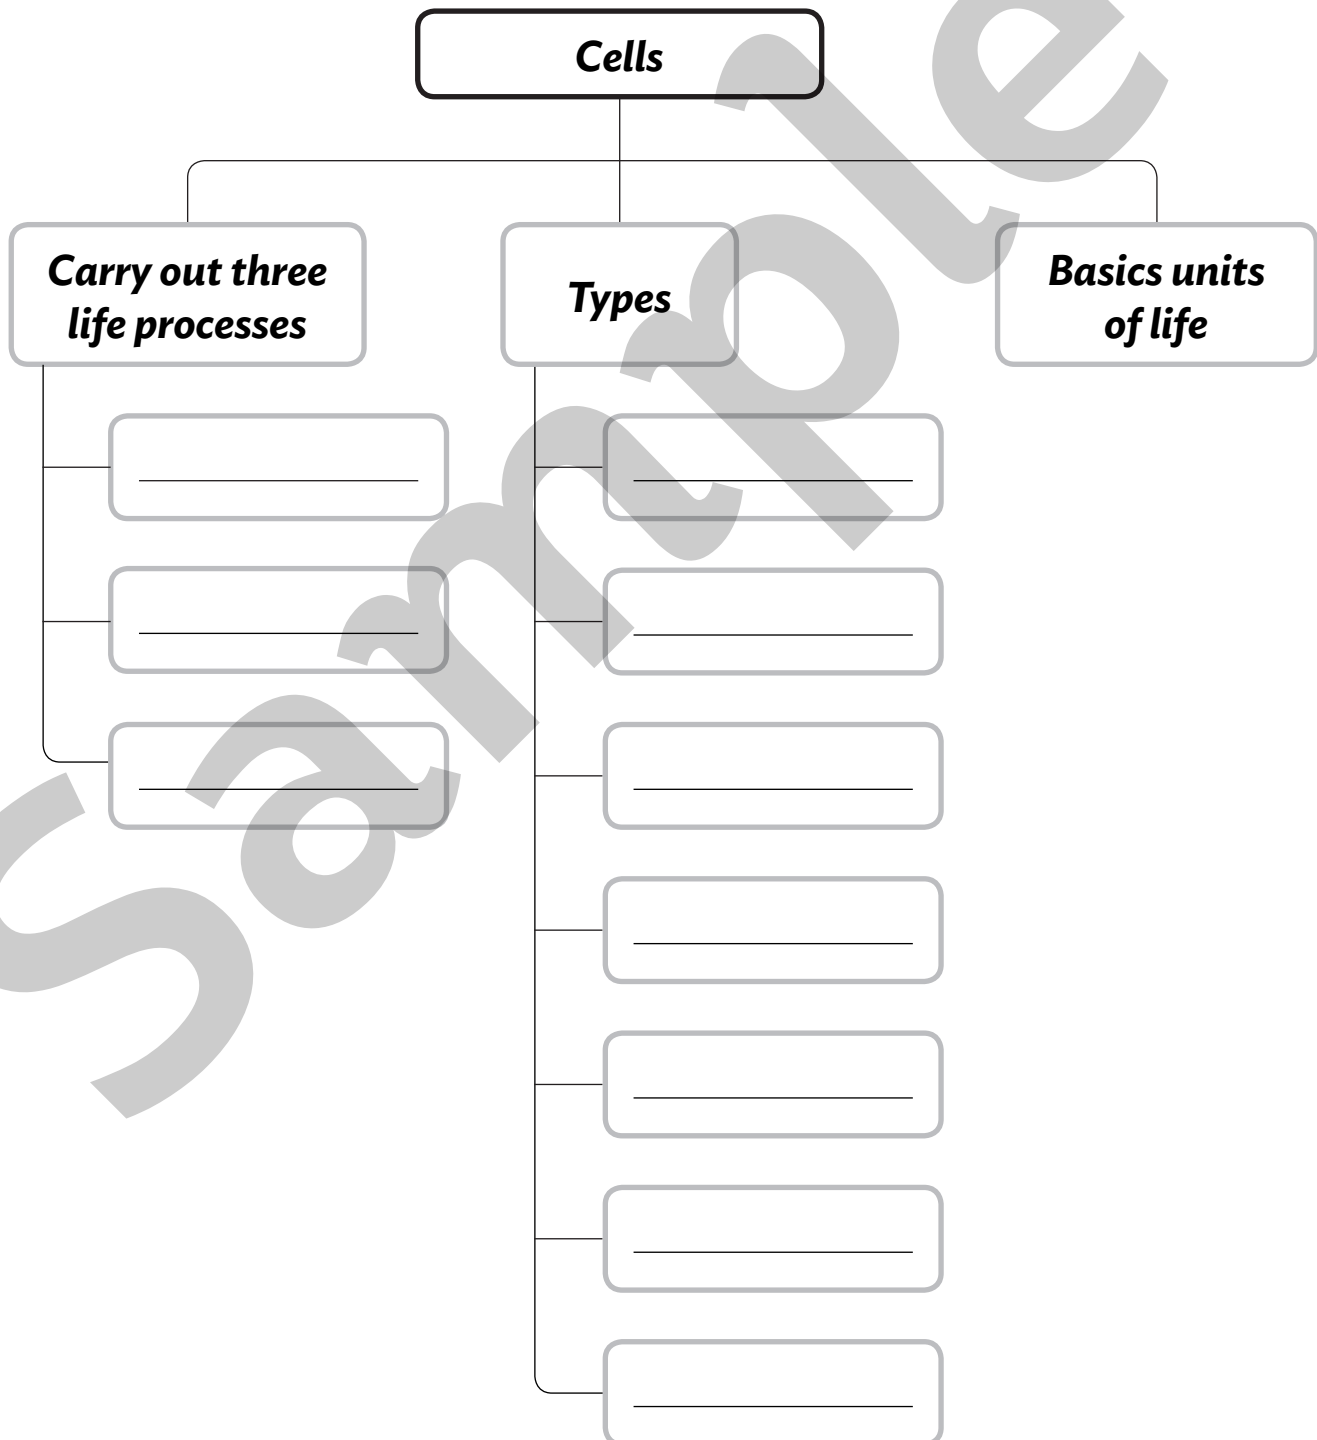 Cells
Carry out three
life processes
Types
Basics units
of life
Sample